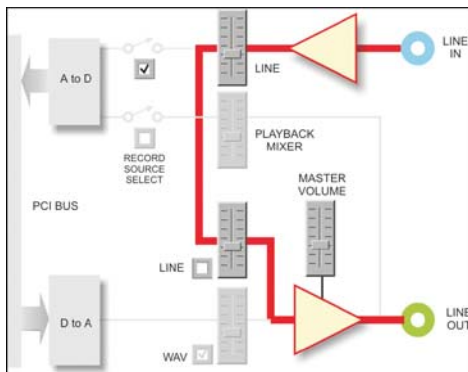 LINE
IN
A to D
LINE
RECORD
SOURCE
SELECT
PLAYBACK
MIXER
MASTER
VOLUME
PCI BUS
LINE
D to A
LINE
OUT
WAV